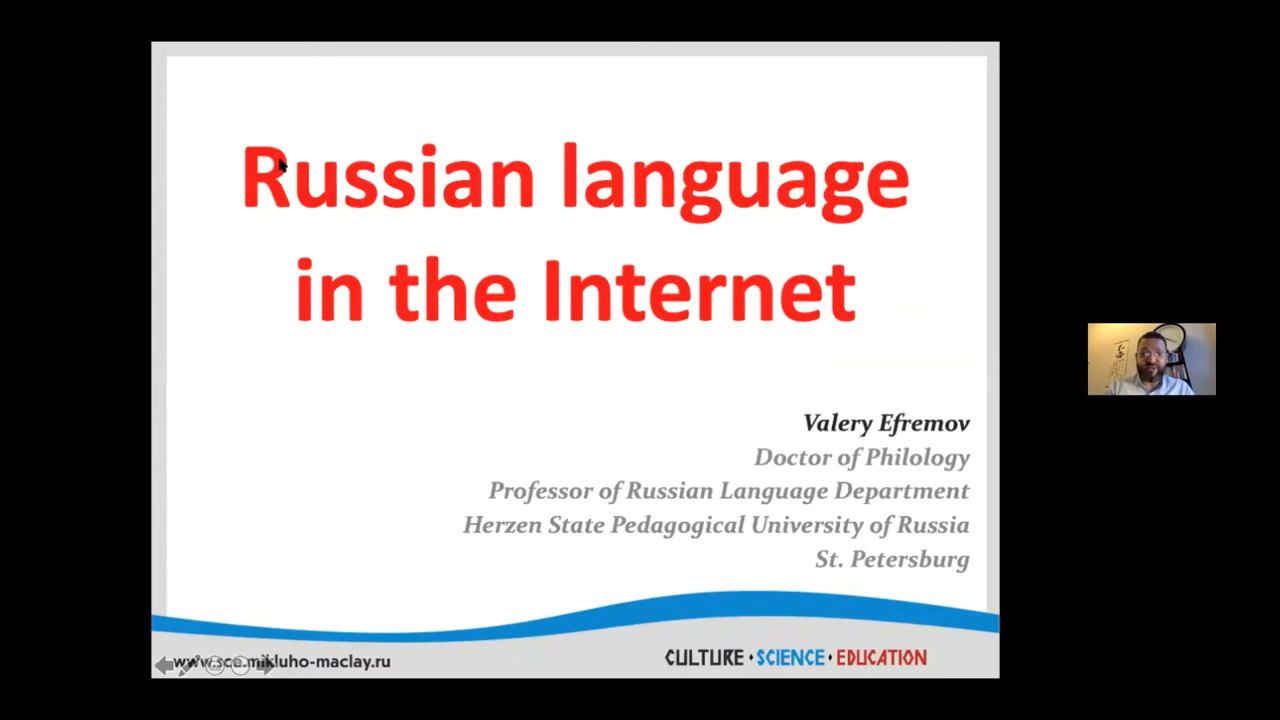 Russian language
in the Internet
Valery Efremov
Doctor of Philology
Professor of Russian Language Department
Herzen State Pedagogical University of Russia
St. Petersburg
www.sce.mikluho-maclay.ru
CULTURE • SCIENCE • EDUCATION